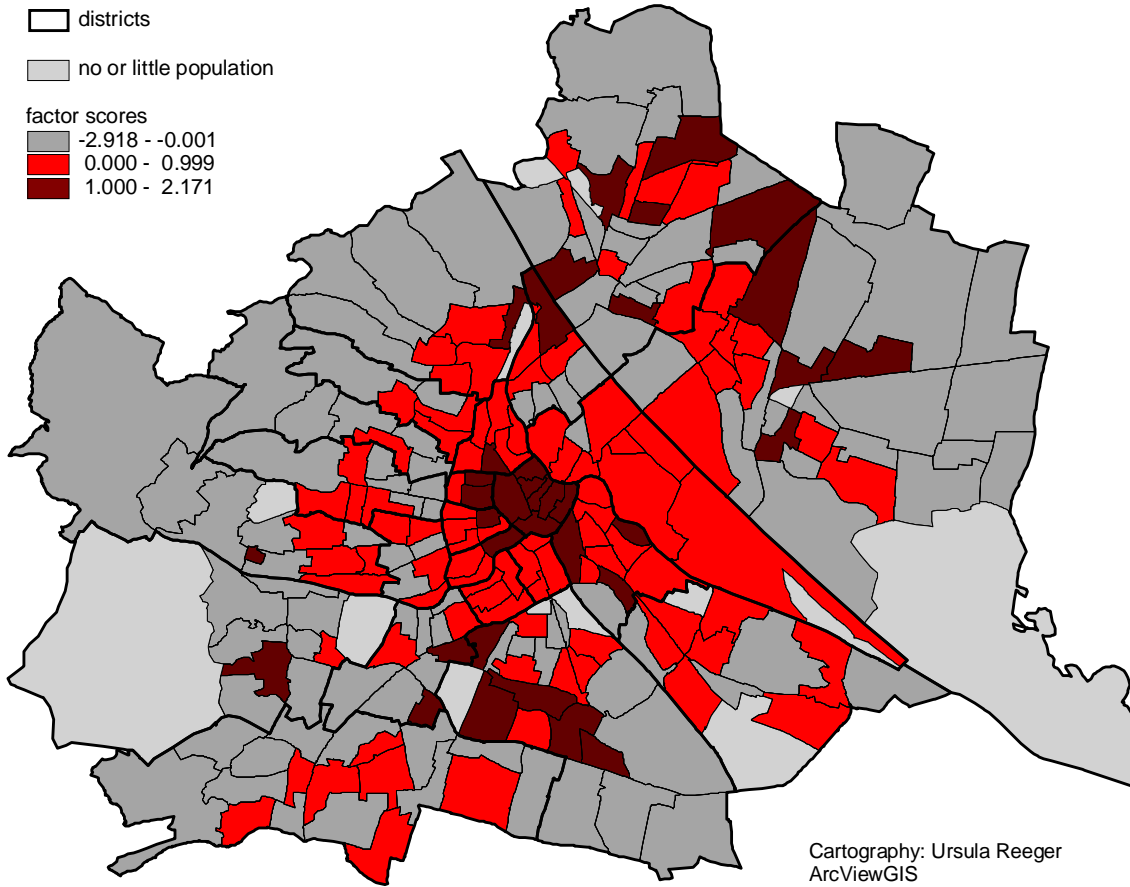 districts
no or little population
factor scores
-2.918 - -0.001
0.000 - 0.999
1.000 - 2.171
Cartography: Ursula Reeger
ArcViewGIS